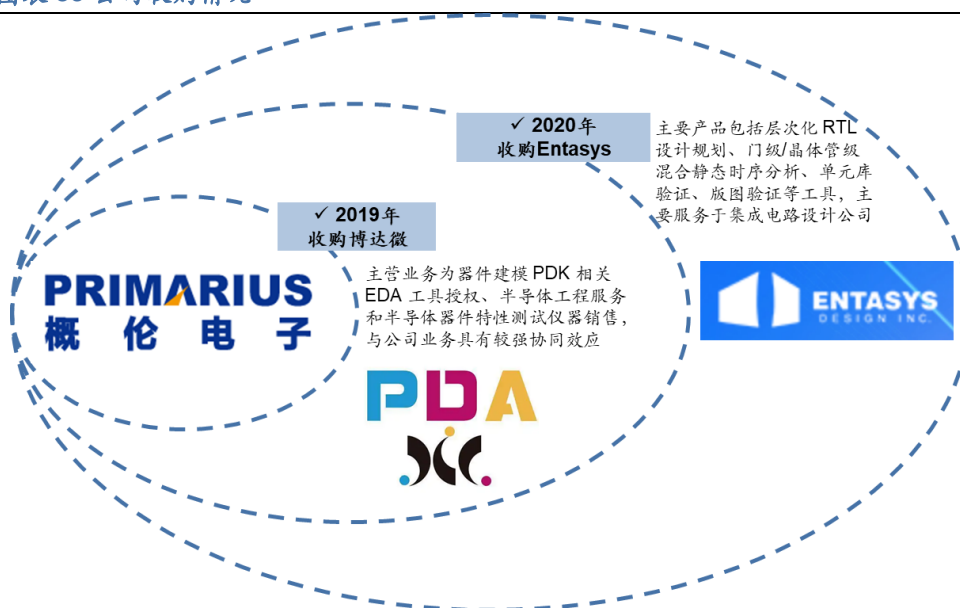 ✓ 2020年
收购Entasys
主要产品包括层次化 RTL
设计规划、门级/晶体管级
混合静态时序分析、单元库
验证、版图验证等工具，主
要服务于集成电路设计公司
✓ 2019年
收购博达微
PRIMARIUS
概伦电子
主营业务为器件建模 PDK 相关
EDA 工具授权、半导体工程服务
和半导体器件特性测试仪器销售，
与公司业务具有较强协同效应
ENTASYS
DESIGN INC.
PDA